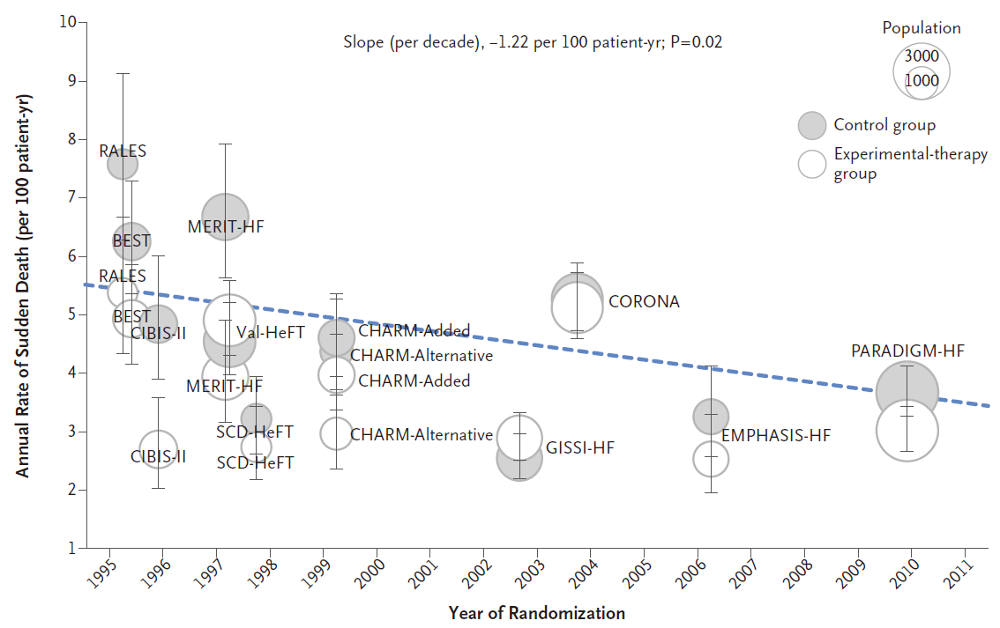 Slope (per decade), −1.22 per 100 patient-yr; P=0.02
Population
3000
1000
Control group
Experimental-therapy
group
Annual Rate of Sudden Death (per 100 patient-yr)
10
9
8
7
6
5
4
3
2
1
RALES
BEST
RALES
BEST
CIBIS-II
CIBIS-II
MERIT-HF
Val-HeFT
MERIT-HF
SCD-HeFT
SCD-HeFT
CHARM-Added
CHARM-Alternative
CHARM-Added
CHARM-Alternative
GISSI-HF
CORONA
EMPHASIS-HF
PARADIGM-HF
1995
1996
1997
1998
1999
2000
2001
2002
2003
2004
2005
2006
2007
2008
2009
2010
2011
Year of Randomization